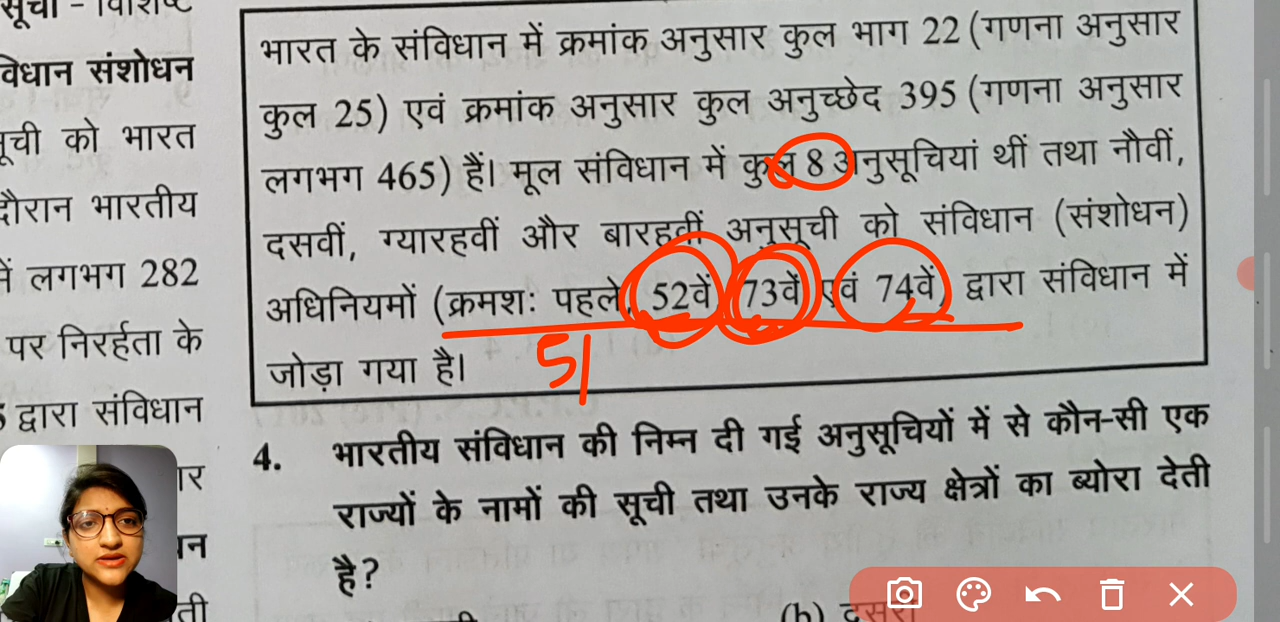 सूची – विशिष्ट
विधान संशोधन
सूची को भारत
दौरान भारतीय
में लगभग 282
पर निरर्हता के
द्वारा संविधान
भारत के संविधान में क्रमांक अनुसार कुल भाग 22 (गणना अनुसार
कुल 25) एवं क्रमांक अनुसार कुल अनुच्छेद 395 (गणना अनुसार
लगभग 465) हैं। मूल संविधान में कुल 8 अनुसूचियां थीं तथा नौवीं,
दसवीं, ग्यारहवीं और बारहवीं अनुसूची को संविधान (संशोधन)
अधिनियमों (क्रमशः पहले, 52वें, 73वें एवं 74वें) द्वारा संविधान में
जोड़ा गया है।
51
4. भारतीय संविधान की निम्न दी गई अनुसूचियों में से कौन-सी एक
राज्यों के नामों की सूची तथा उनके राज्य क्षेत्रों का ब्योरा देती
है?
(b) दूसरी